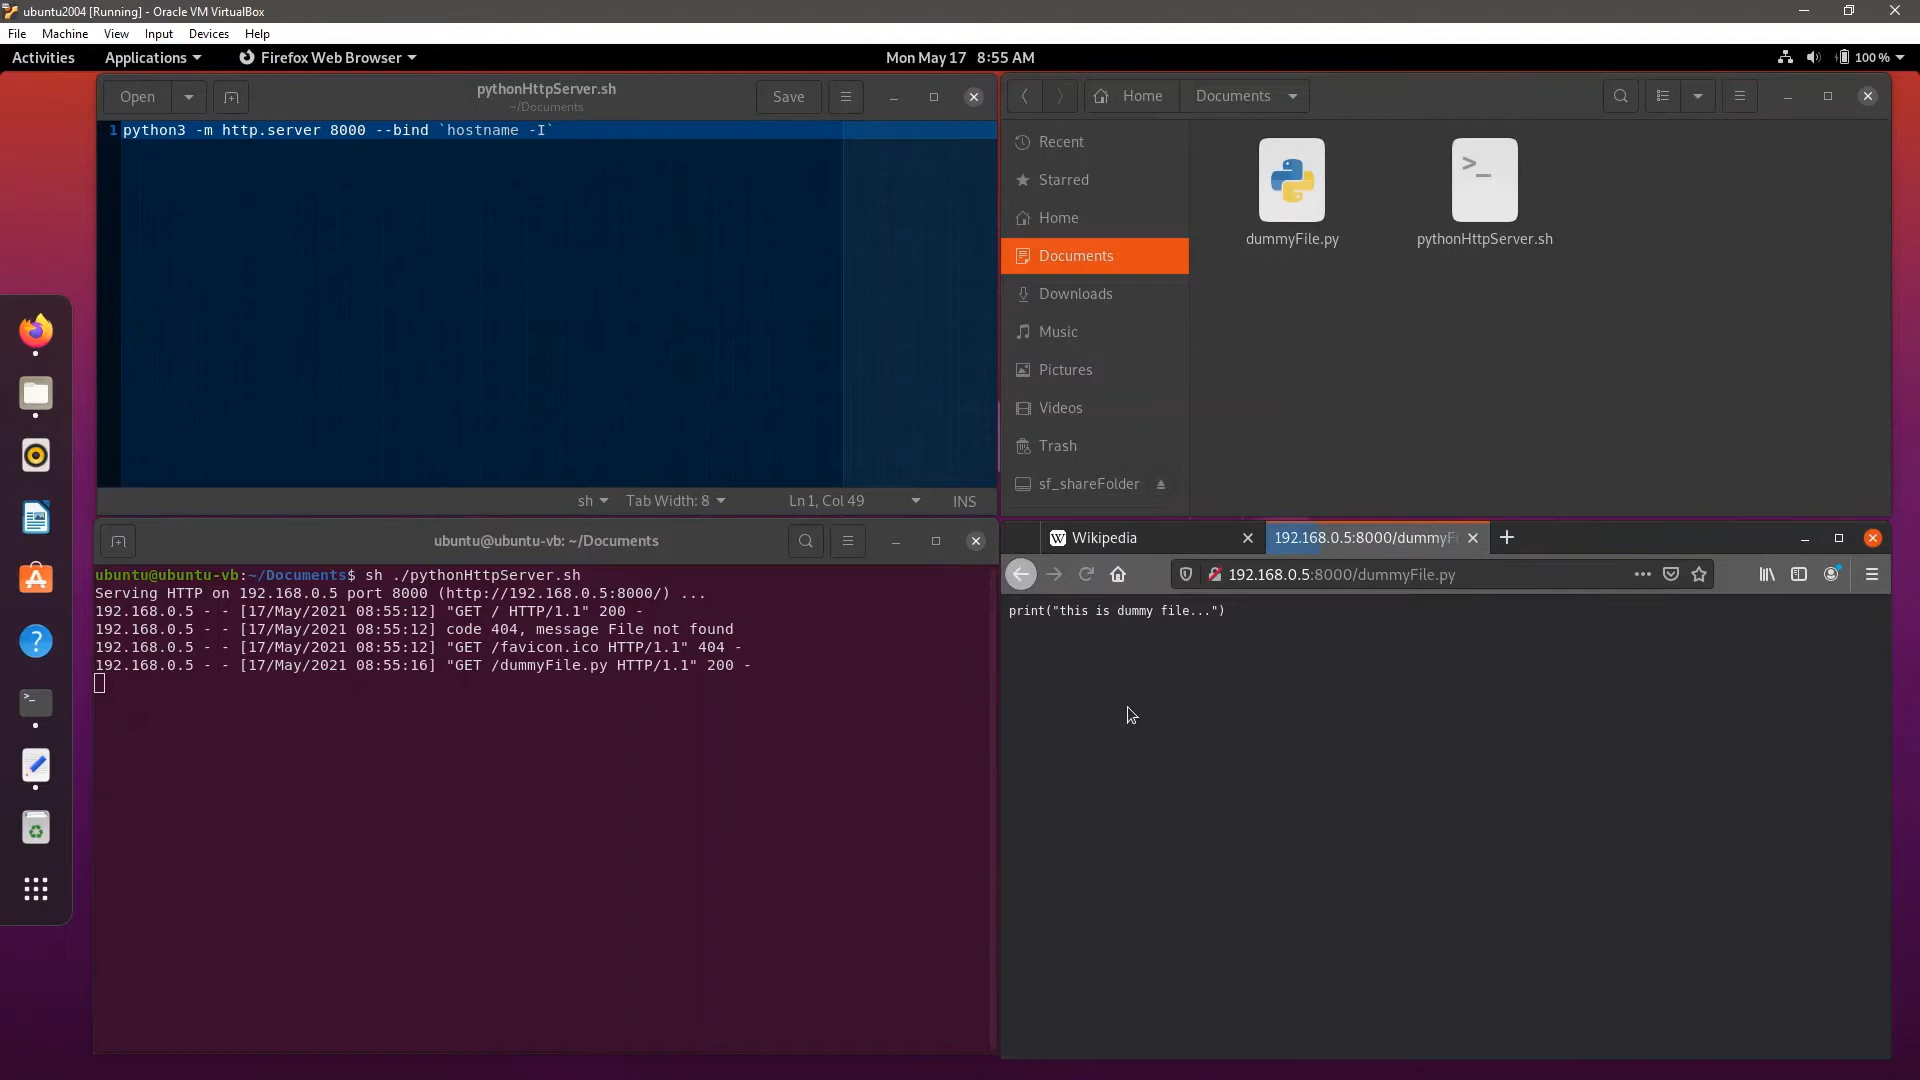 ubuntu2004 [Running] - Oracle VM VirtualBox
File Machine View Input Devices Help
Activities Applications Firefox Web Browser Mon May 17 8:55 AM 100 %
Open pythonHttpServer.sh Save
~/Documents
1 python3 -m http.server 8000 --bind `hostname -I`
sh Tab Width: 8 Ln 1, Col 49 INS
Home Documents
Recent
Starred
Home
Documents
Downloads
Music
Pictures
Videos
Trash
sf_shareFolder
dummyFile.py pythonHttpServer.sh
ubuntu@ubuntu-vb: ~/Documents
ubuntu@ubuntu-vb:~/Documents$ sh ./pythonHttpServer.sh
Serving HTTP on 192.168.0.5 port 8000 (http://192.168.0.5:8000/) ...
192.168.0.5 - - [17/May/2021 08:55:12] "GET / HTTP/1.1" 200 -
192.168.0.5 - - [17/May/2021 08:55:12] code 404, message File not found
192.168.0.5 - - [17/May/2021 08:55:12] "GET /favicon.ico HTTP/1.1" 404 -
192.168.0.5 - - [17/May/2021 08:55:16] "GET /dummyFile.py HTTP/1.1" 200 -
W Wikipedia 192.168.0.5:8000/dummyF
192.168.0.5:8000/dummyFile.py
print("this is dummy file...")